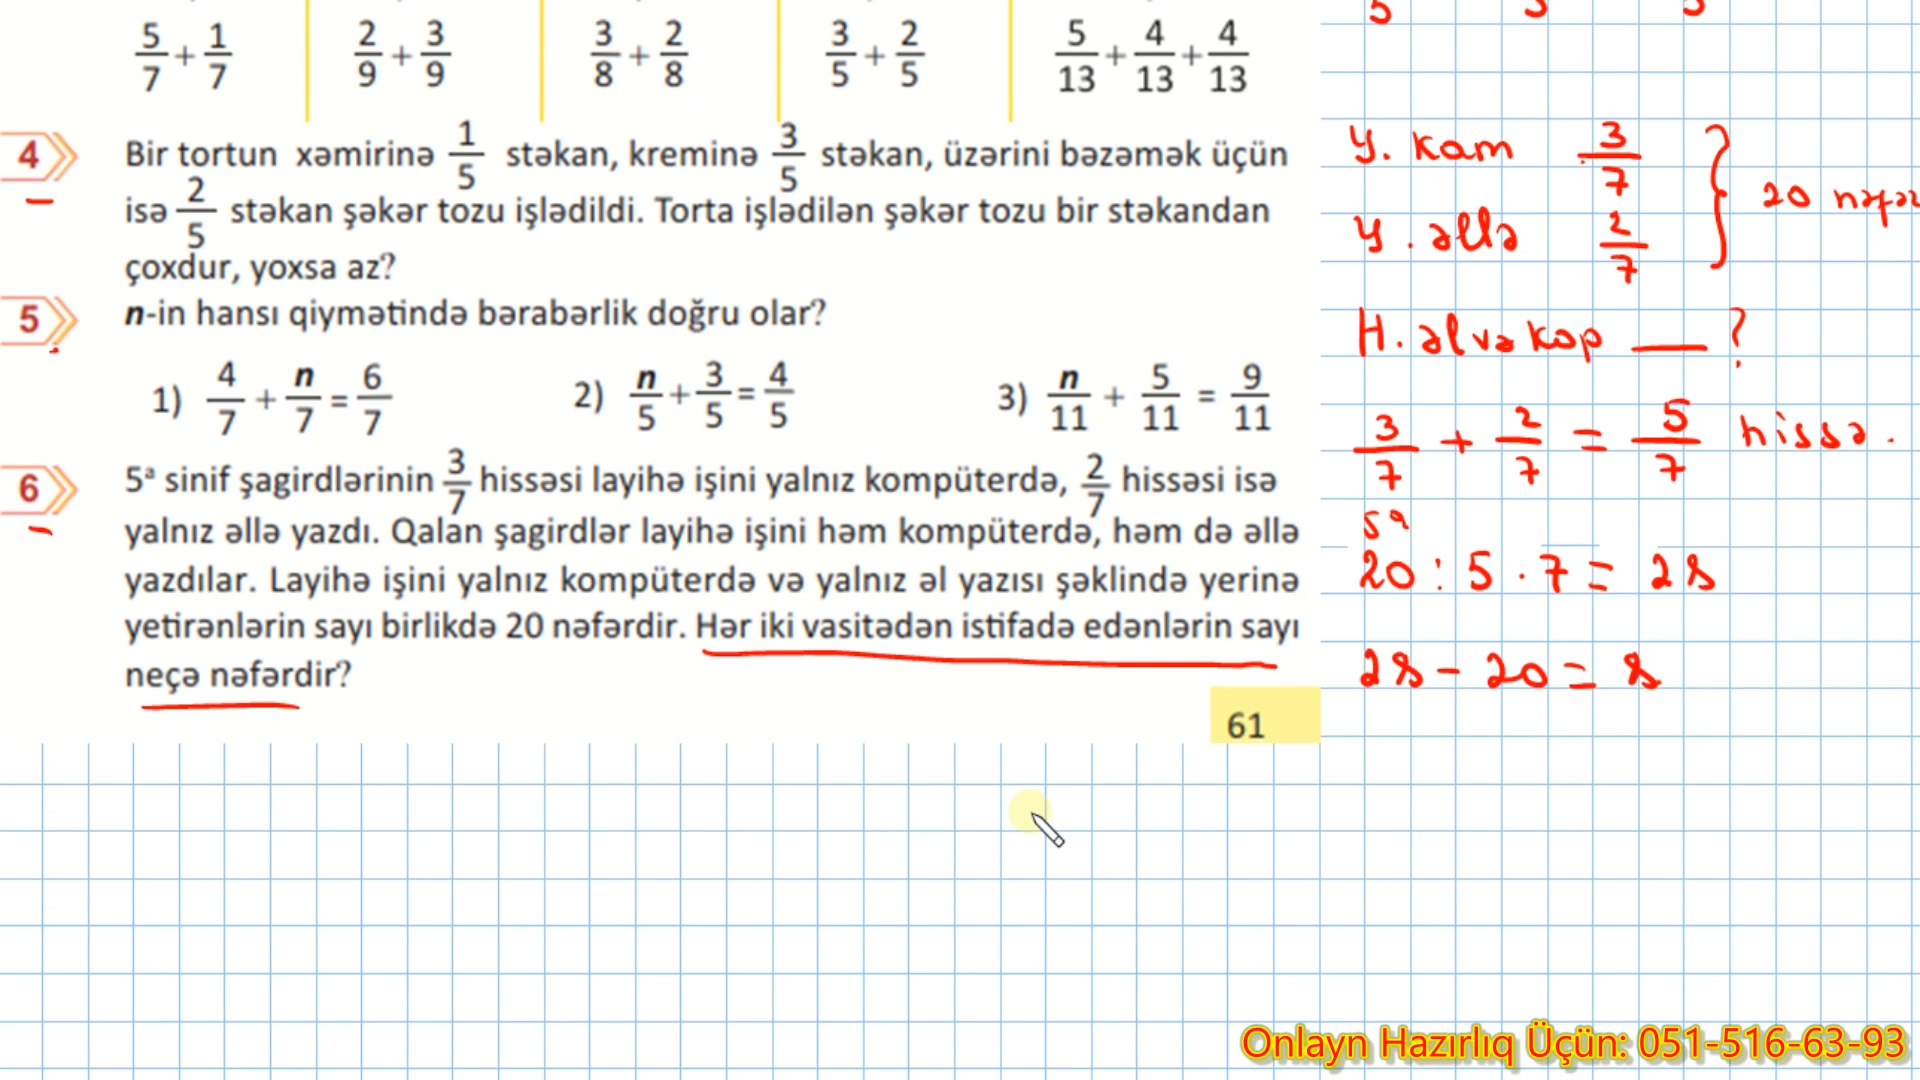 5/7 + 1/7   2/9 + 3/9   3/8 + 2/8   3/5 + 2/5   5/13 + 4/13 + 4/13
4 Bir tortun xəmirinə 1/5 stəkan, kreminə 3/5 stəkan, üzərini bəzəmək üçün
isə 2/5 stəkan şəkər tozu işlədildi. Torta işlədilən şəkər tozu bir stəkandan
çoxdur, yoxsa az?
5 n-in hansı qiymətində bərabərlik doğru olar?
1) 4/7 + n/7 = 6/7   2) n/5 + 3/5 = 4/5   3) n/11 + 5/11 = 9/11
6 5ᵃ sinif şagirdlərinin 3/7 hissəsi layihə işini yalnız kompüterdə, 2/7 hissəsi isə
yalnız əllə yazdı. Qalan şagirdlər layihə işini həm kompüterdə, həm də əllə
yazdılar. Layihə işini yalnız kompüterdə və yalnız əl yazısı şəklində yerinə
yetirənlərin sayı birlikdə 20 nəfərdir. Hər iki vasitədən istifadə edənlərin sayı
neçə nəfərdir?
61
Y. kom 3/7
20
Y. əllə 2/7
H. əl və kop — ?
3/7 + 2/7 = 5/7 hissə.
5ᵃ
20 : 5 · 7 = 28
28 - 20 = 8
Onlayn Hazırlıq Üçün: 051-516-63-93